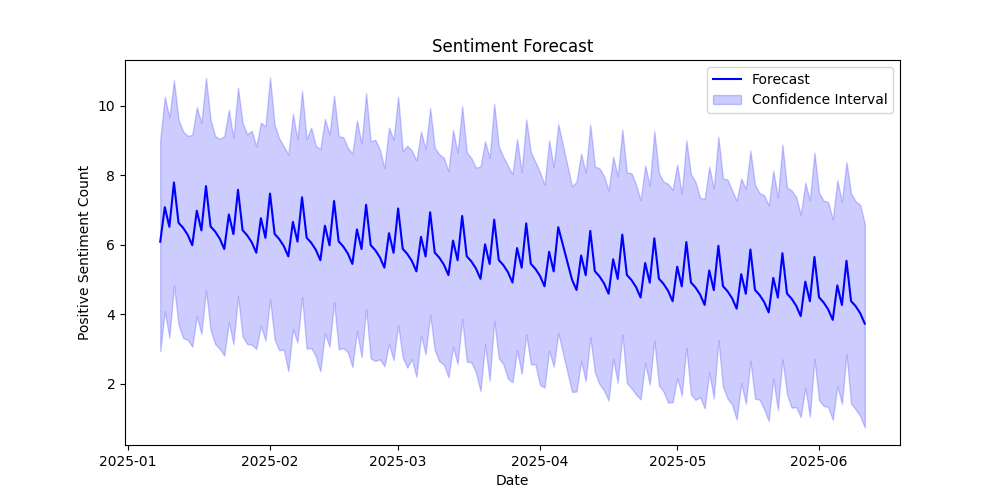 Sentiment Forecast
Forecast
Confidence Interval
Positive Sentiment Count
10
8
6
4
2
2025-01
2025-02
2025-03
2025-04
2025-05
2025-06
Date